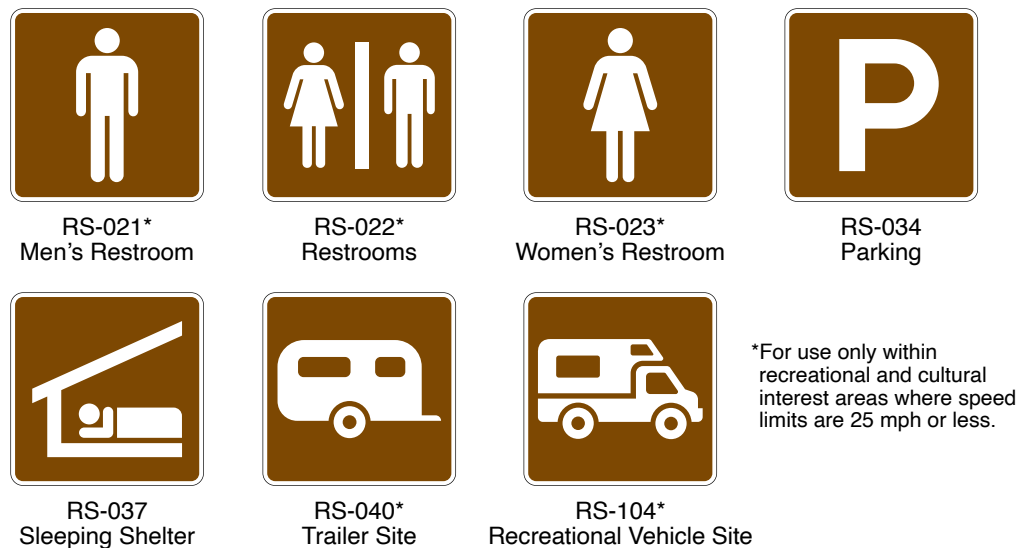 P
RS-021*
Men’s Restroom
RS-022*
Restrooms
RS-023*
Women’s Restroom
RS-034
Parking
RS-037
Sleeping Shelter
RS-040*
Trailer Site
RS-104*
Recreational Vehicle Site
*For use only within
recreational and cultural
interest areas where speed
limits are 25 mph or less.